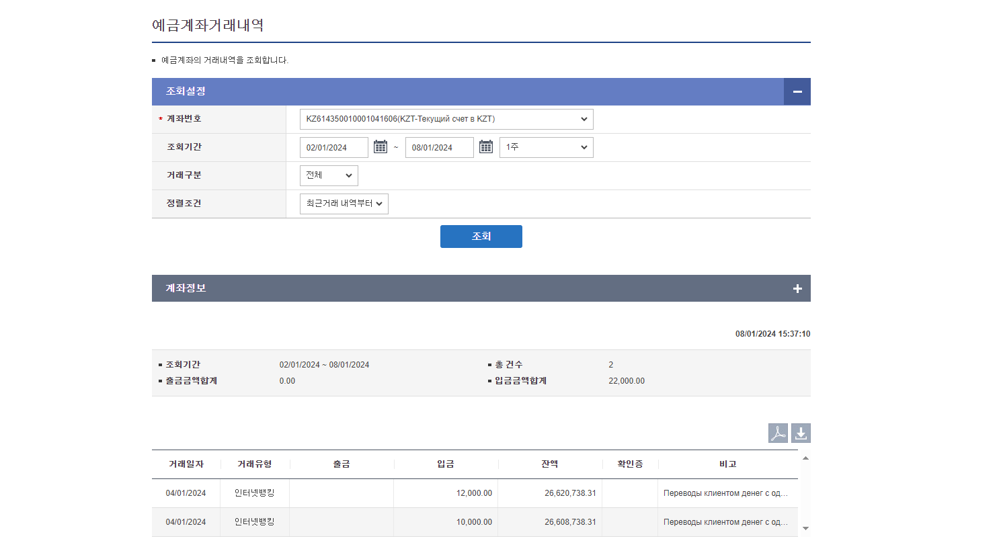 예금계좌거래내역
예금계좌의 거래내역을 조회합니다.
조회설정
* 계좌번호 KZ614350010001041606(KZT-Текущий счет в KZT)
조회기간 02/01/2024 ~ 08/01/2024 1주
거래구분 전체
정렬조건 최근거래 내역부터
조회
계좌정보
08/01/2024 15:37:10
조회기간 02/01/2024 ~ 08/01/2024 총 건수 2
출금금액합계 0.00 입금금액합계 22,000.00
거래일자 거래유형 출금 입금 잔액 확인증 비고
04/01/2024 인터넷뱅킹 12,000.00 26,620,738.31 Переводы клиентом денег с од...
04/01/2024 인터넷뱅킹 10,000.00 26,608,738.31 Переводы клиентом денег с од...